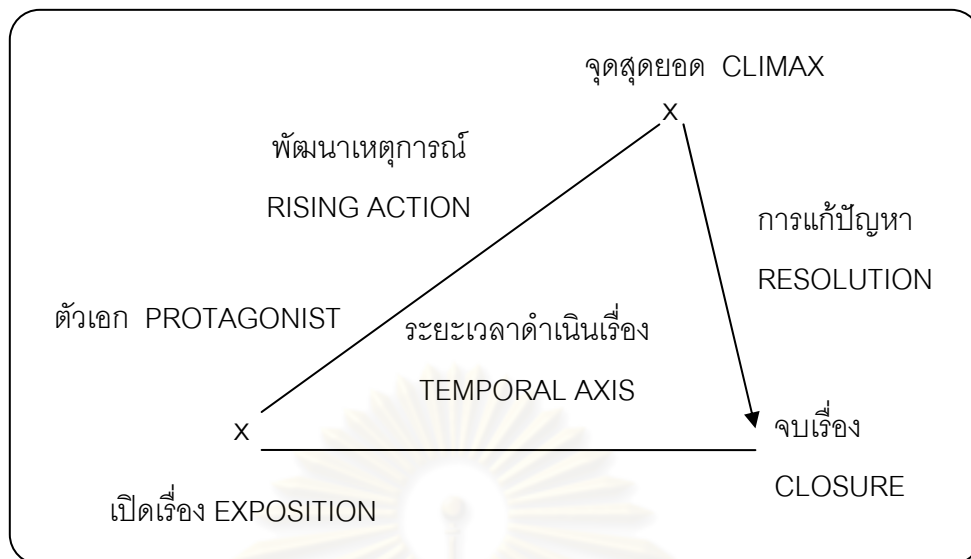 จุดสุดยอด CLIMAX
X
พัฒนาเหตุการณ์
RISING ACTION
การแก้ปัญหา
RESOLUTION
ตัวเอก PROTAGONIST
ระยะเวลาดำเนินเรื่อง
TEMPORAL AXIS
X
จบเรื่อง
CLOSURE
เปิดเรื่อง EXPOSITION